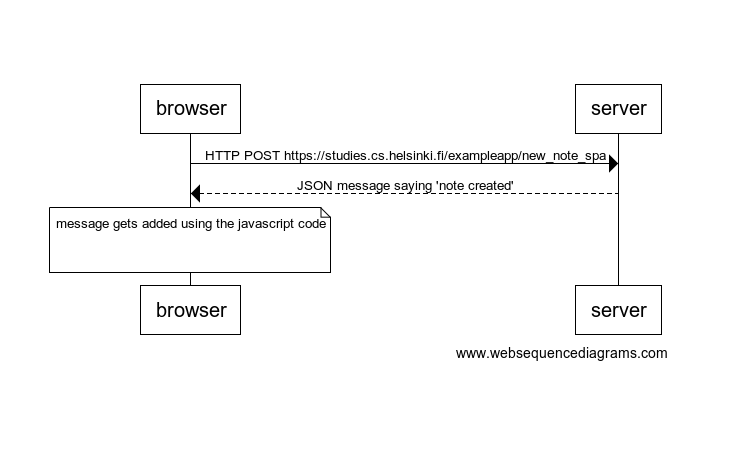 browser
server
HTTP POST https://studies.cs.helsinki.fi/exampleapp/new_note_spa
JSON message saying 'note created'
message gets added using the javascript code
browser
server
www.websequencediagrams.com